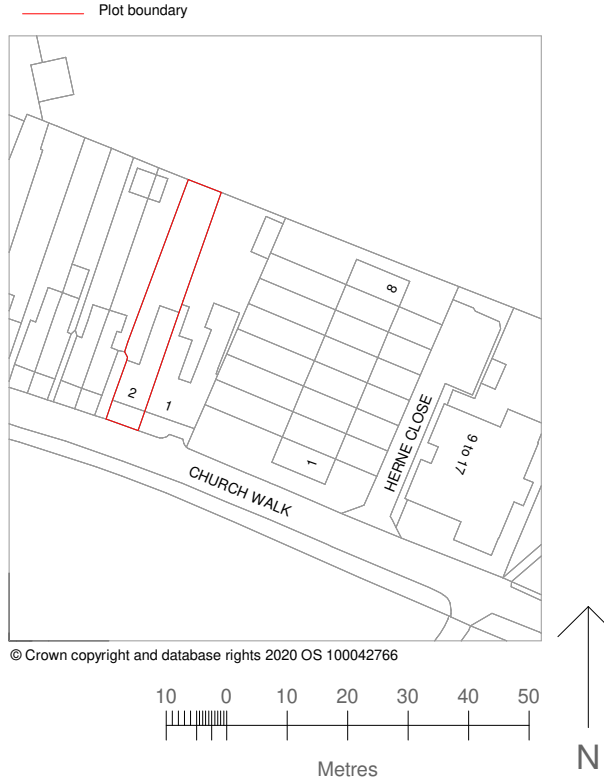 Plot boundary
8
2
1
1
HERNE CLOSE
9 to 17
CHURCH WALK
© Crown copyright and database rights 2020 OS 100042766
10 0 10 20 30 40 50
Metres
N